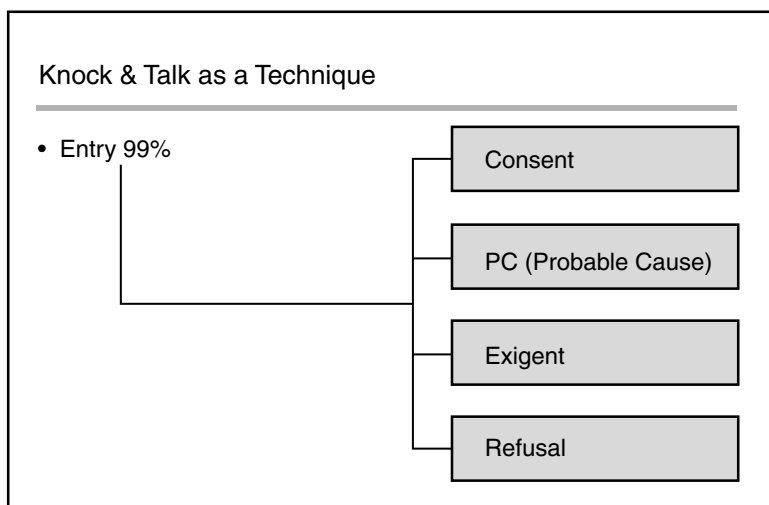 Knock & Talk as a Technique
• Entry 99%
Consent
PC (Probable Cause)
Exigent
Refusal